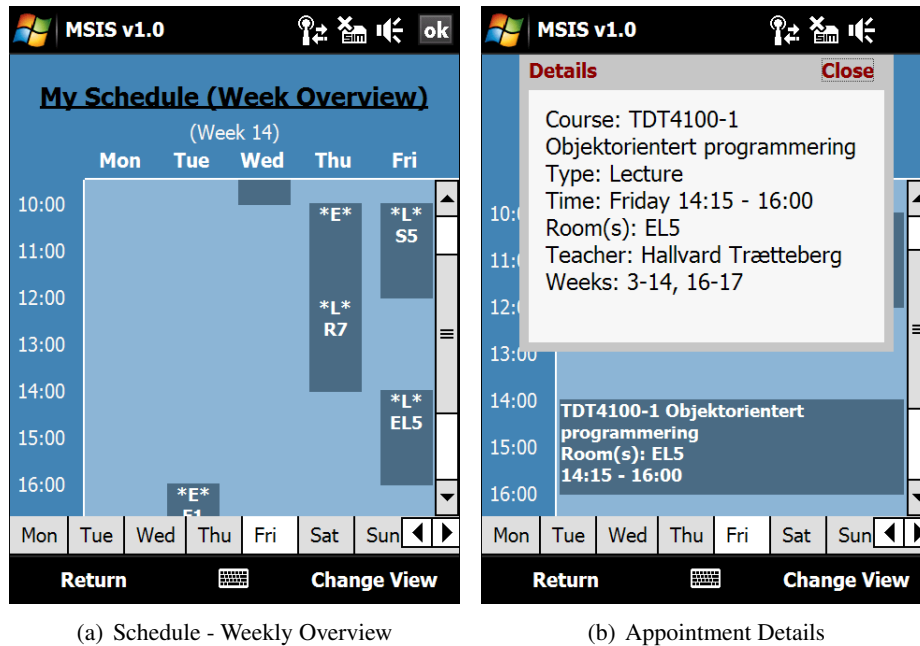 MSIS v1.0
ok
My Schedule (Week Overview)
(Week 14)
Mon Tue Wed Thu Fri
10:00
11:00
12:00
13:00
14:00
15:00
16:00
*E*
*L*
S5
*L*
R7
*L*
EL5
*E*
F1
Mon Tue Wed Thu Fri Sat Sun
Return Change View
(a) Schedule - Weekly Overview
MSIS v1.0
Details Close
Course: TDT4100-1
Objektorientert programmering
Type: Lecture
Time: Friday 14:15 - 16:00
Room(s): EL5
Teacher: Hallvard Trætteberg
Weeks: 3-14, 16-17
13:00
14:00
15:00
16:00
TDT4100-1 Objektorientert
programmering
Room(s): EL5
14:15 - 16:00
Mon Tue Wed Thu Fri Sat Sun
Return Change View
(b) Appointment Details